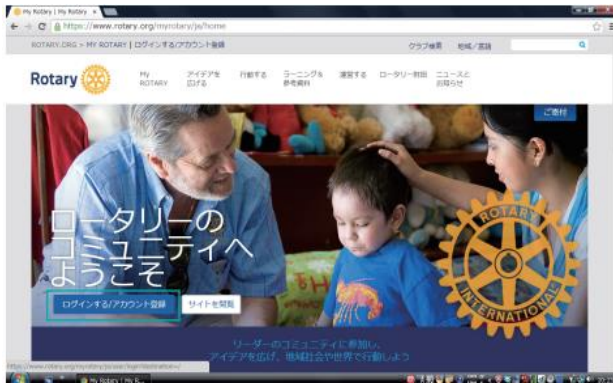 My Rotary | My Rotary
https://www.rotary.org/myrotary/ja/home
ROTARY.ORG > MY ROTARY | ログインする/アカウント登録
クラブ検索 地域/言語
Rotary
My ROTARY
アイデアを広げる
行動する
ラーニング&参考資料
運営する
ロータリー財団
ニュースとお知らせ
ご寄付
ロータリーの
コミュニティへ
ようこそ
ROTARY
INTERNATIONAL
ログインする/アカウント登録
サイトを閲覧
リーダーのコミュニティに参加し、
アイデアを広げ、地域社会や世界で行動しよう
My Rotary | My R...